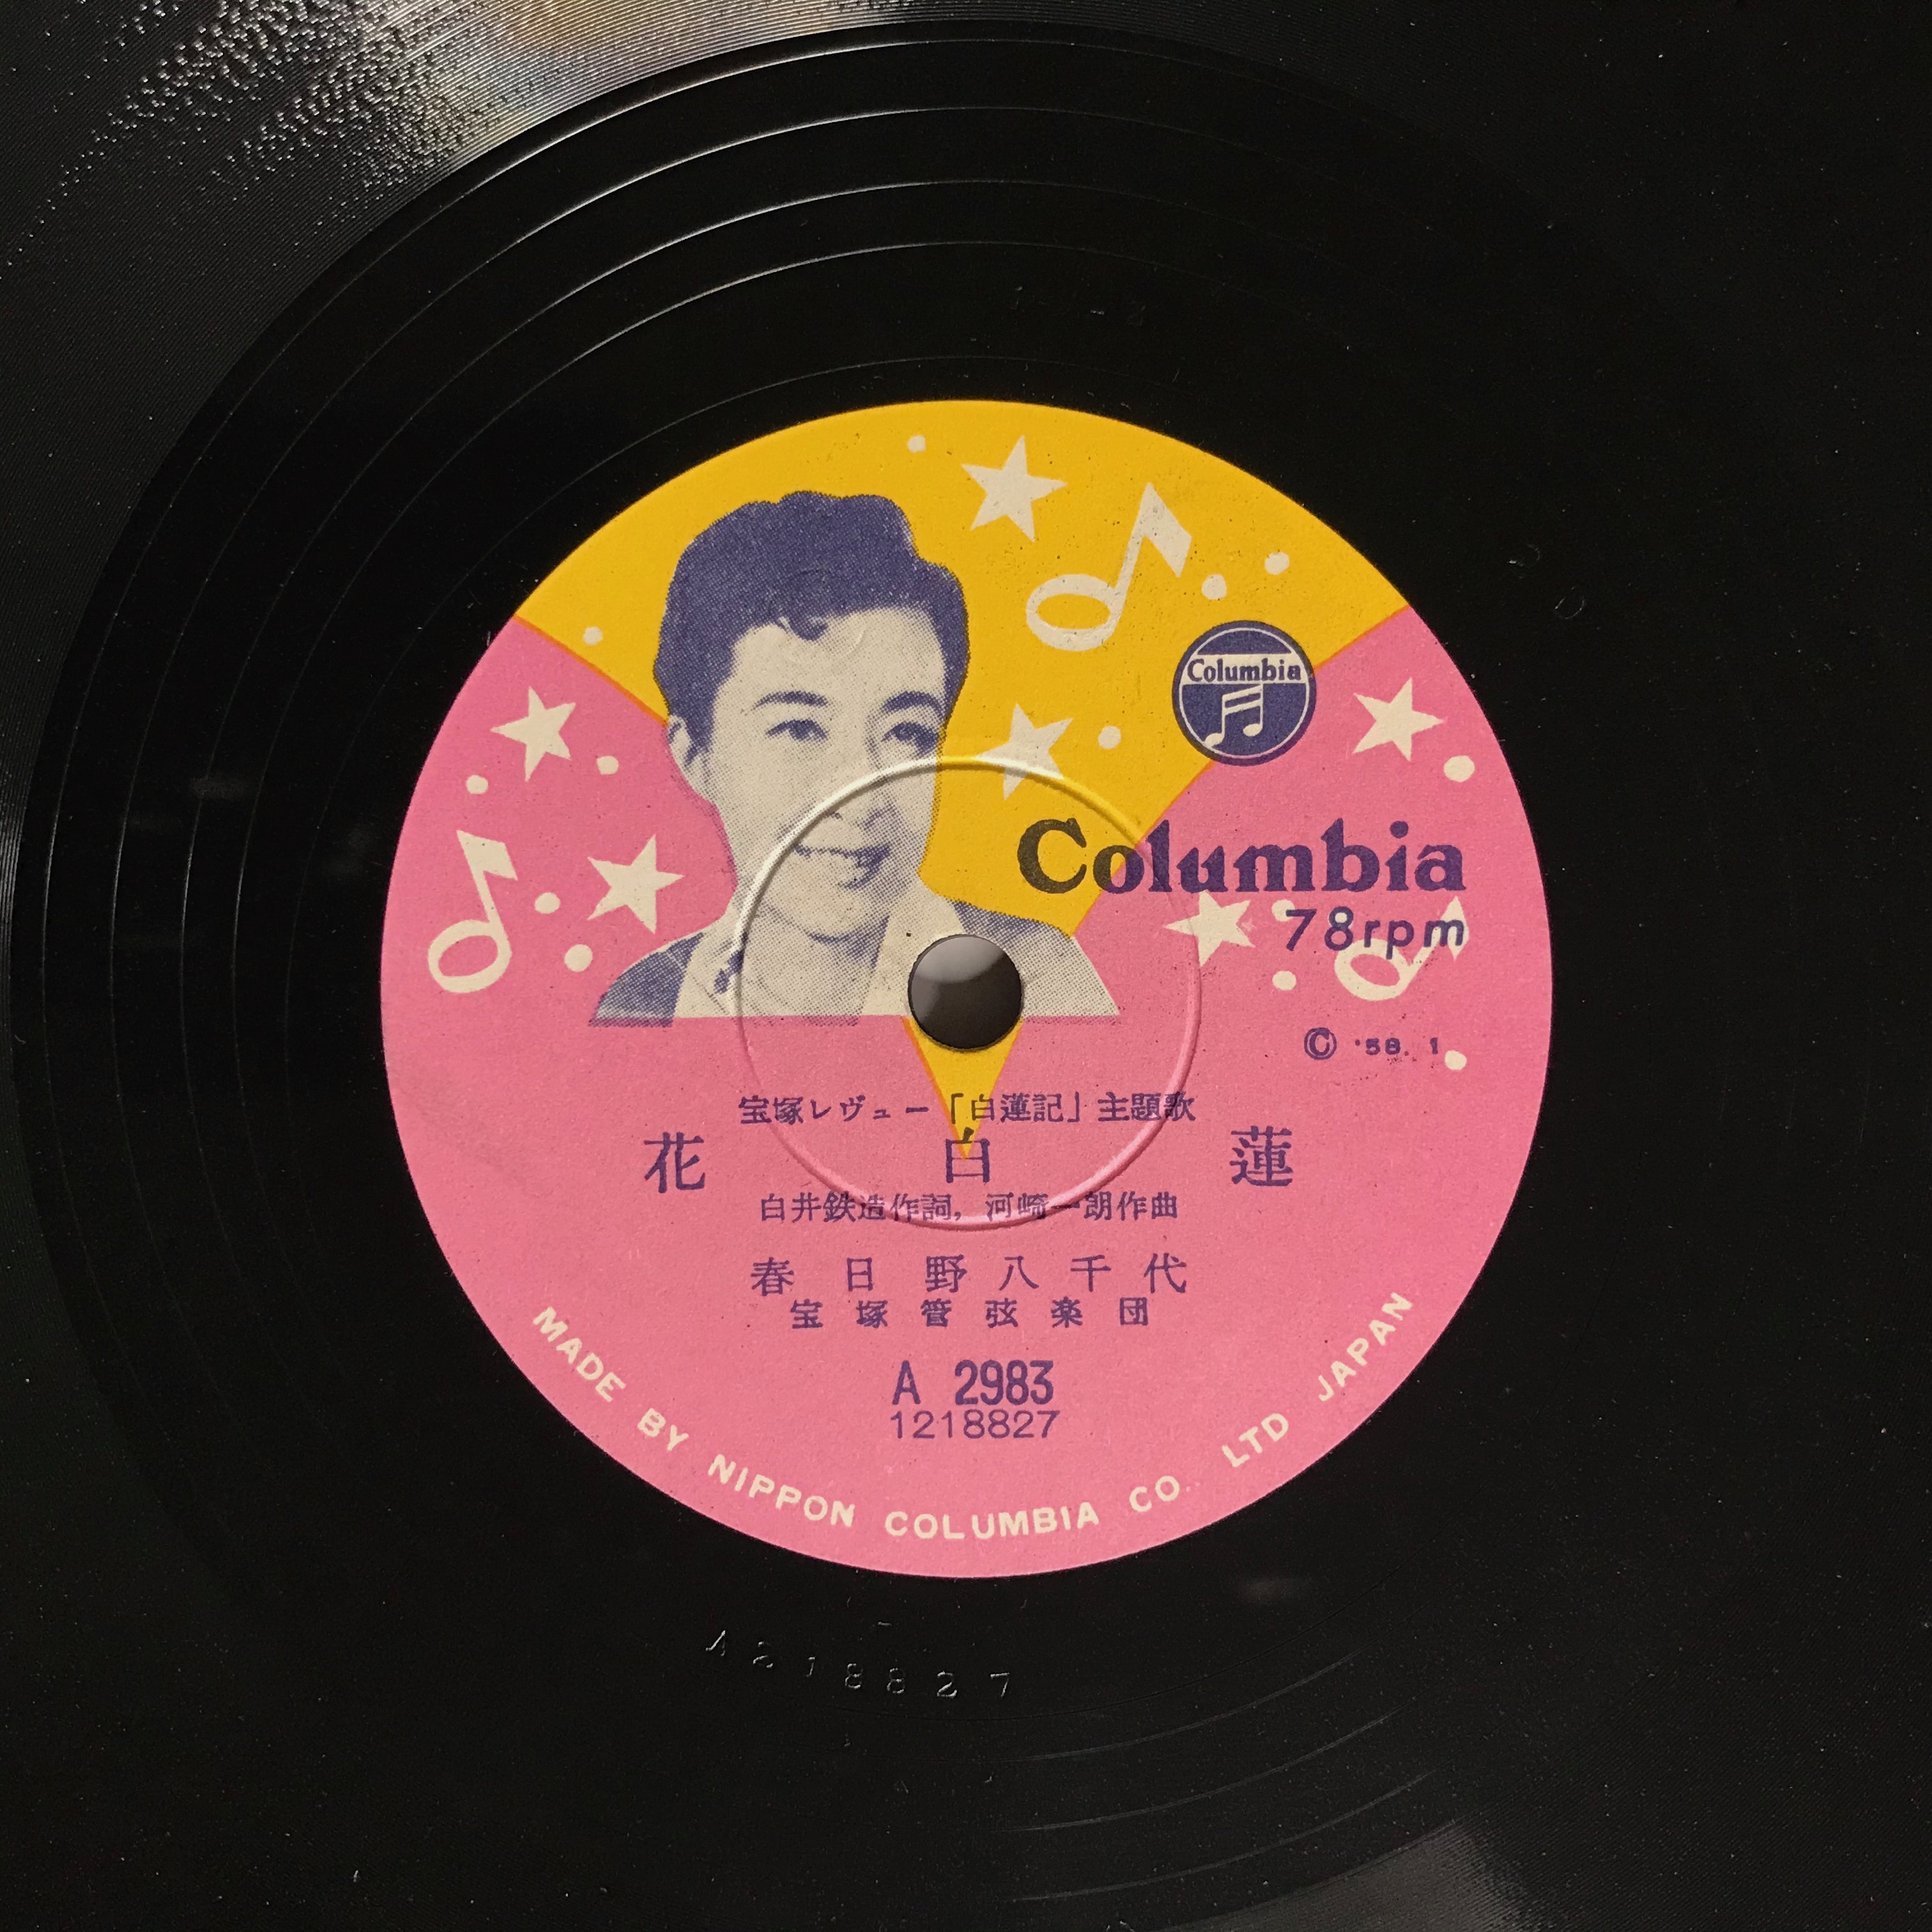 Columbia
Columbia
78rpm
© '58. 1
宝塚レヴュー「白蓮記」主題歌
花 白 蓮
白井鉄造作詞, 河崎一朗作曲
春日野八千代
宝塚管弦楽団
A 2983
1218827
MADE BY NIPPON COLUMBIA CO. LTD JAPAN
1218827